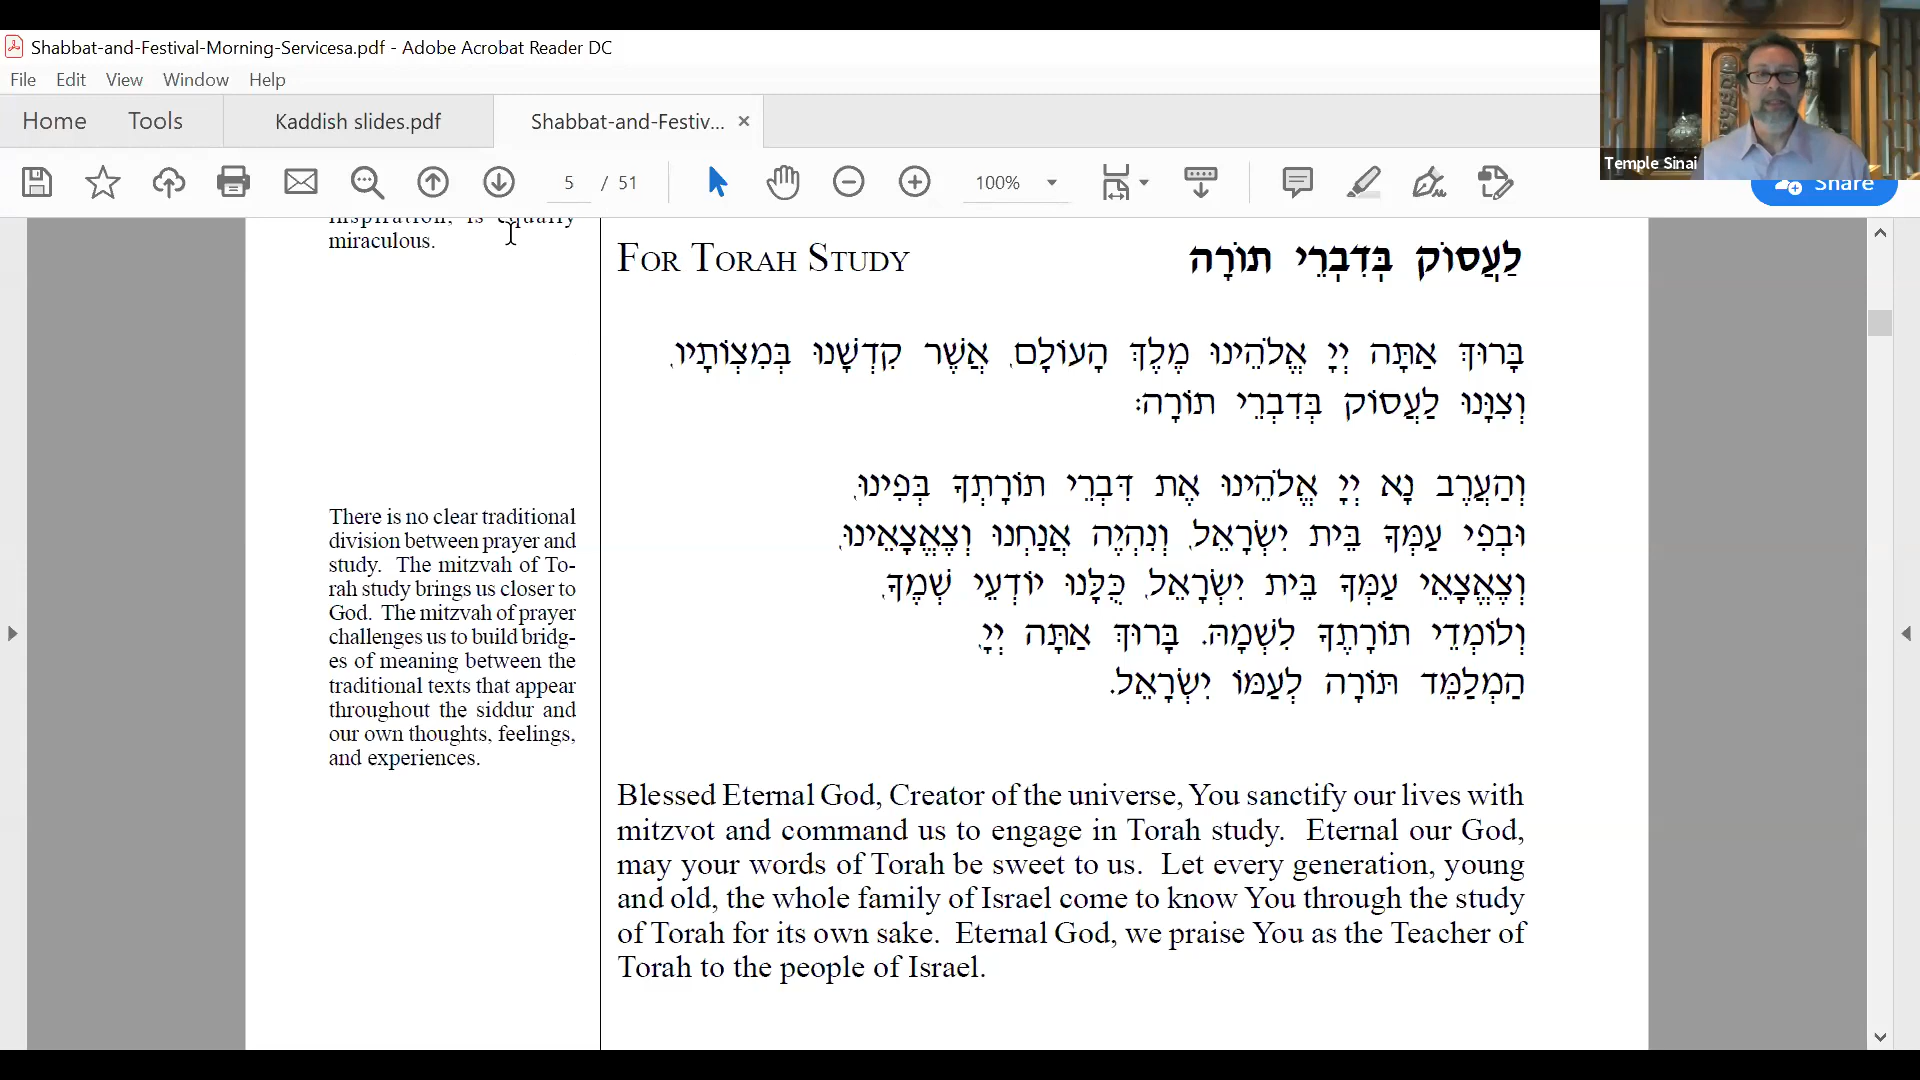 Shabbat-and-Festival-Morning-Servicesa.pdf - Adobe Acrobat Reader DC
File Edit View Window Help
Home Tools Kaddish slides.pdf Shabbat-and-Festiv... ×
5 / 51 100% Share
Temple Sinai
inspiration, is equally
miraculous.
FOR TORAH STUDY לַעֲסוֹק בְּדִבְרֵי תוֹרָה
בָּרוּךְ אַתָּה יְיָ אֱלֹהֵינוּ מֶלֶךְ הָעוֹלָם, אֲשֶׁר קִדְּשָׁנוּ בְּמִצְוֹתָיו,
וְצִוָּנוּ לַעֲסוֹק בְּדִבְרֵי תוֹרָה:
וְהַעֲרֶב נָא יְיָ אֱלֹהֵינוּ אֶת דִּבְרֵי תוֹרָתְךָ בְּפִינוּ,
וּבְפִי עַמְּךָ בֵּית יִשְׂרָאֵל, וְנִהְיֶה אֲנַחְנוּ וְצֶאֱצָאֵינוּ,
וְצֶאֱצָאֵי עַמְּךָ בֵּית יִשְׂרָאֵל, כֻּלָּנוּ יוֹדְעֵי שְׁמֶךָ,
וְלוֹמְדֵי תוֹרָתֶךָ לִשְׁמָהּ. בָּרוּךְ אַתָּה יְיָ,
הַמְלַמֵּד תּוֹרָה לְעַמּוֹ יִשְׂרָאֵל.
There is no clear traditional
division between prayer and
study. The mitzvah of To-
rah study brings us closer to
God. The mitzvah of prayer
challenges us to build bridg-
es of meaning between the
traditional texts that appear
throughout the siddur and
our own thoughts, feelings,
and experiences.
Blessed Eternal God, Creator of the universe, You sanctify our lives with
mitzvot and command us to engage in Torah study. Eternal our God,
may your words of Torah be sweet to us. Let every generation, young
and old, the whole family of Israel come to know You through the study
of Torah for its own sake. Eternal God, we praise You as the Teacher of
Torah to the people of Israel.